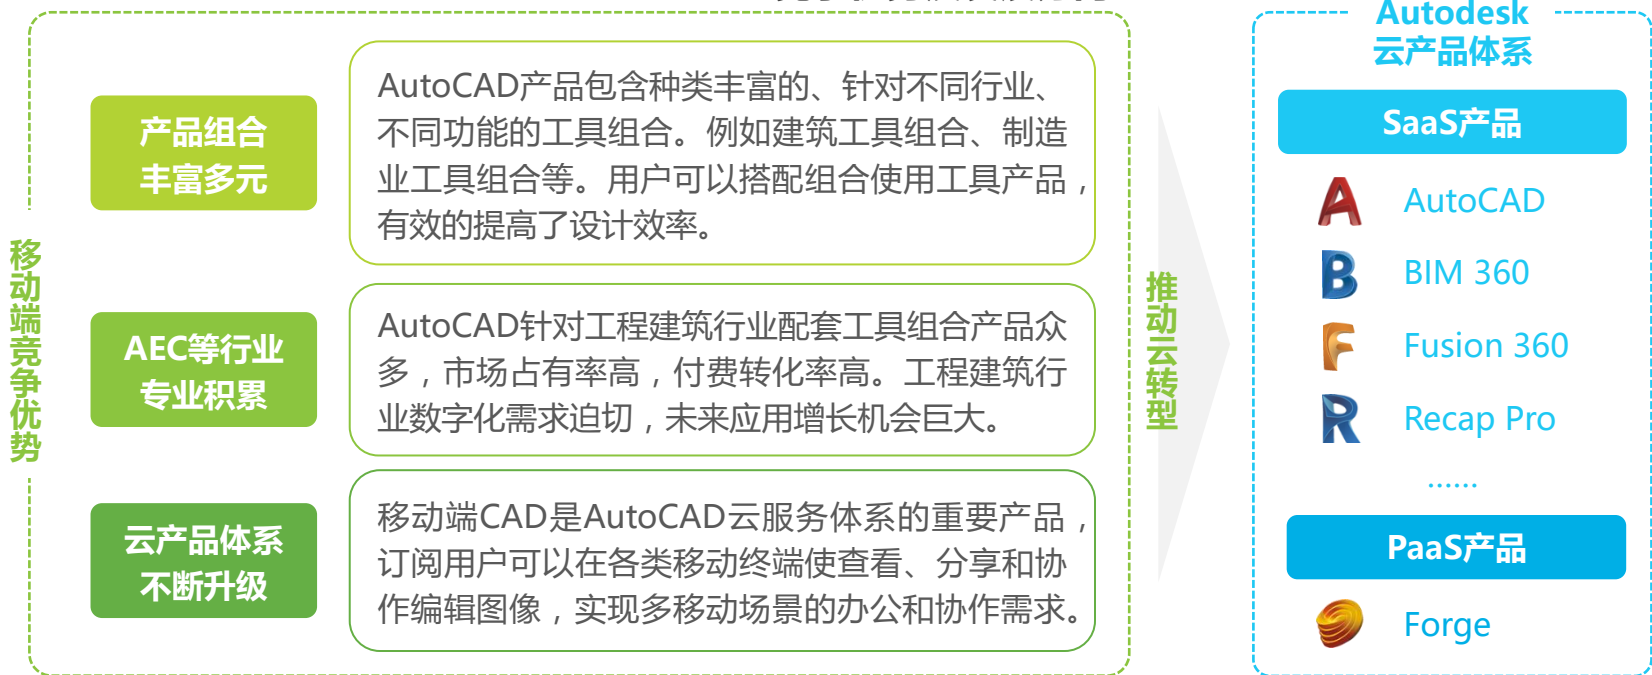 移动端竞争优势
产品组合
丰富多元
AutoCAD产品包含种类丰富的、针对不同行业、
不同功能的工具组合。例如建筑工具组合、制造
业工具组合等。用户可以搭配组合使用工具产品，
有效的提高了设计效率。
AEC等行业
专业积累
AutoCAD针对工程建筑行业配套工具组合产品众
多，市场占有率高，付费转化率高。工程建筑行
业数字化需求迫切，未来应用增长机会巨大。
云产品体系
不断升级
移动端CAD是AutoCAD云服务体系的重要产品，
订阅用户可以在各类移动终端使查看、分享和协
作编辑图像，实现多移动场景的办公和协作需求。
推动云转型
Autodesk
云产品体系
SaaS产品
AutoCAD
BIM 360
Fusion 360
Recap Pro
......
PaaS产品
Forge